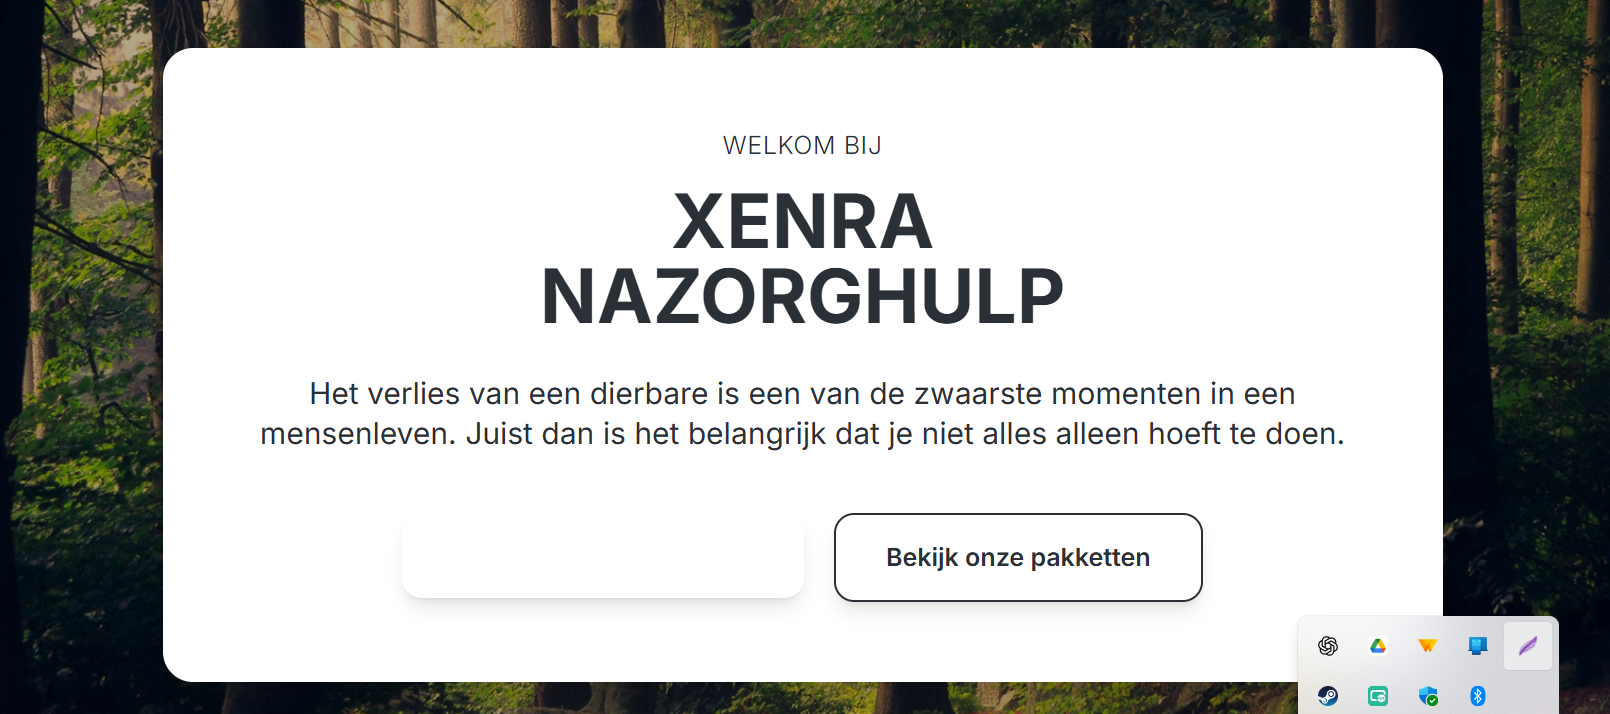 WELKOM BIJ
XENRA
NAZORGHULP
Het verlies van een dierbare is een van de zwaarste momenten in een
mensenleven. Juist dan is het belangrijk dat je niet alles alleen hoeft te doen.
Bekijk onze pakketten